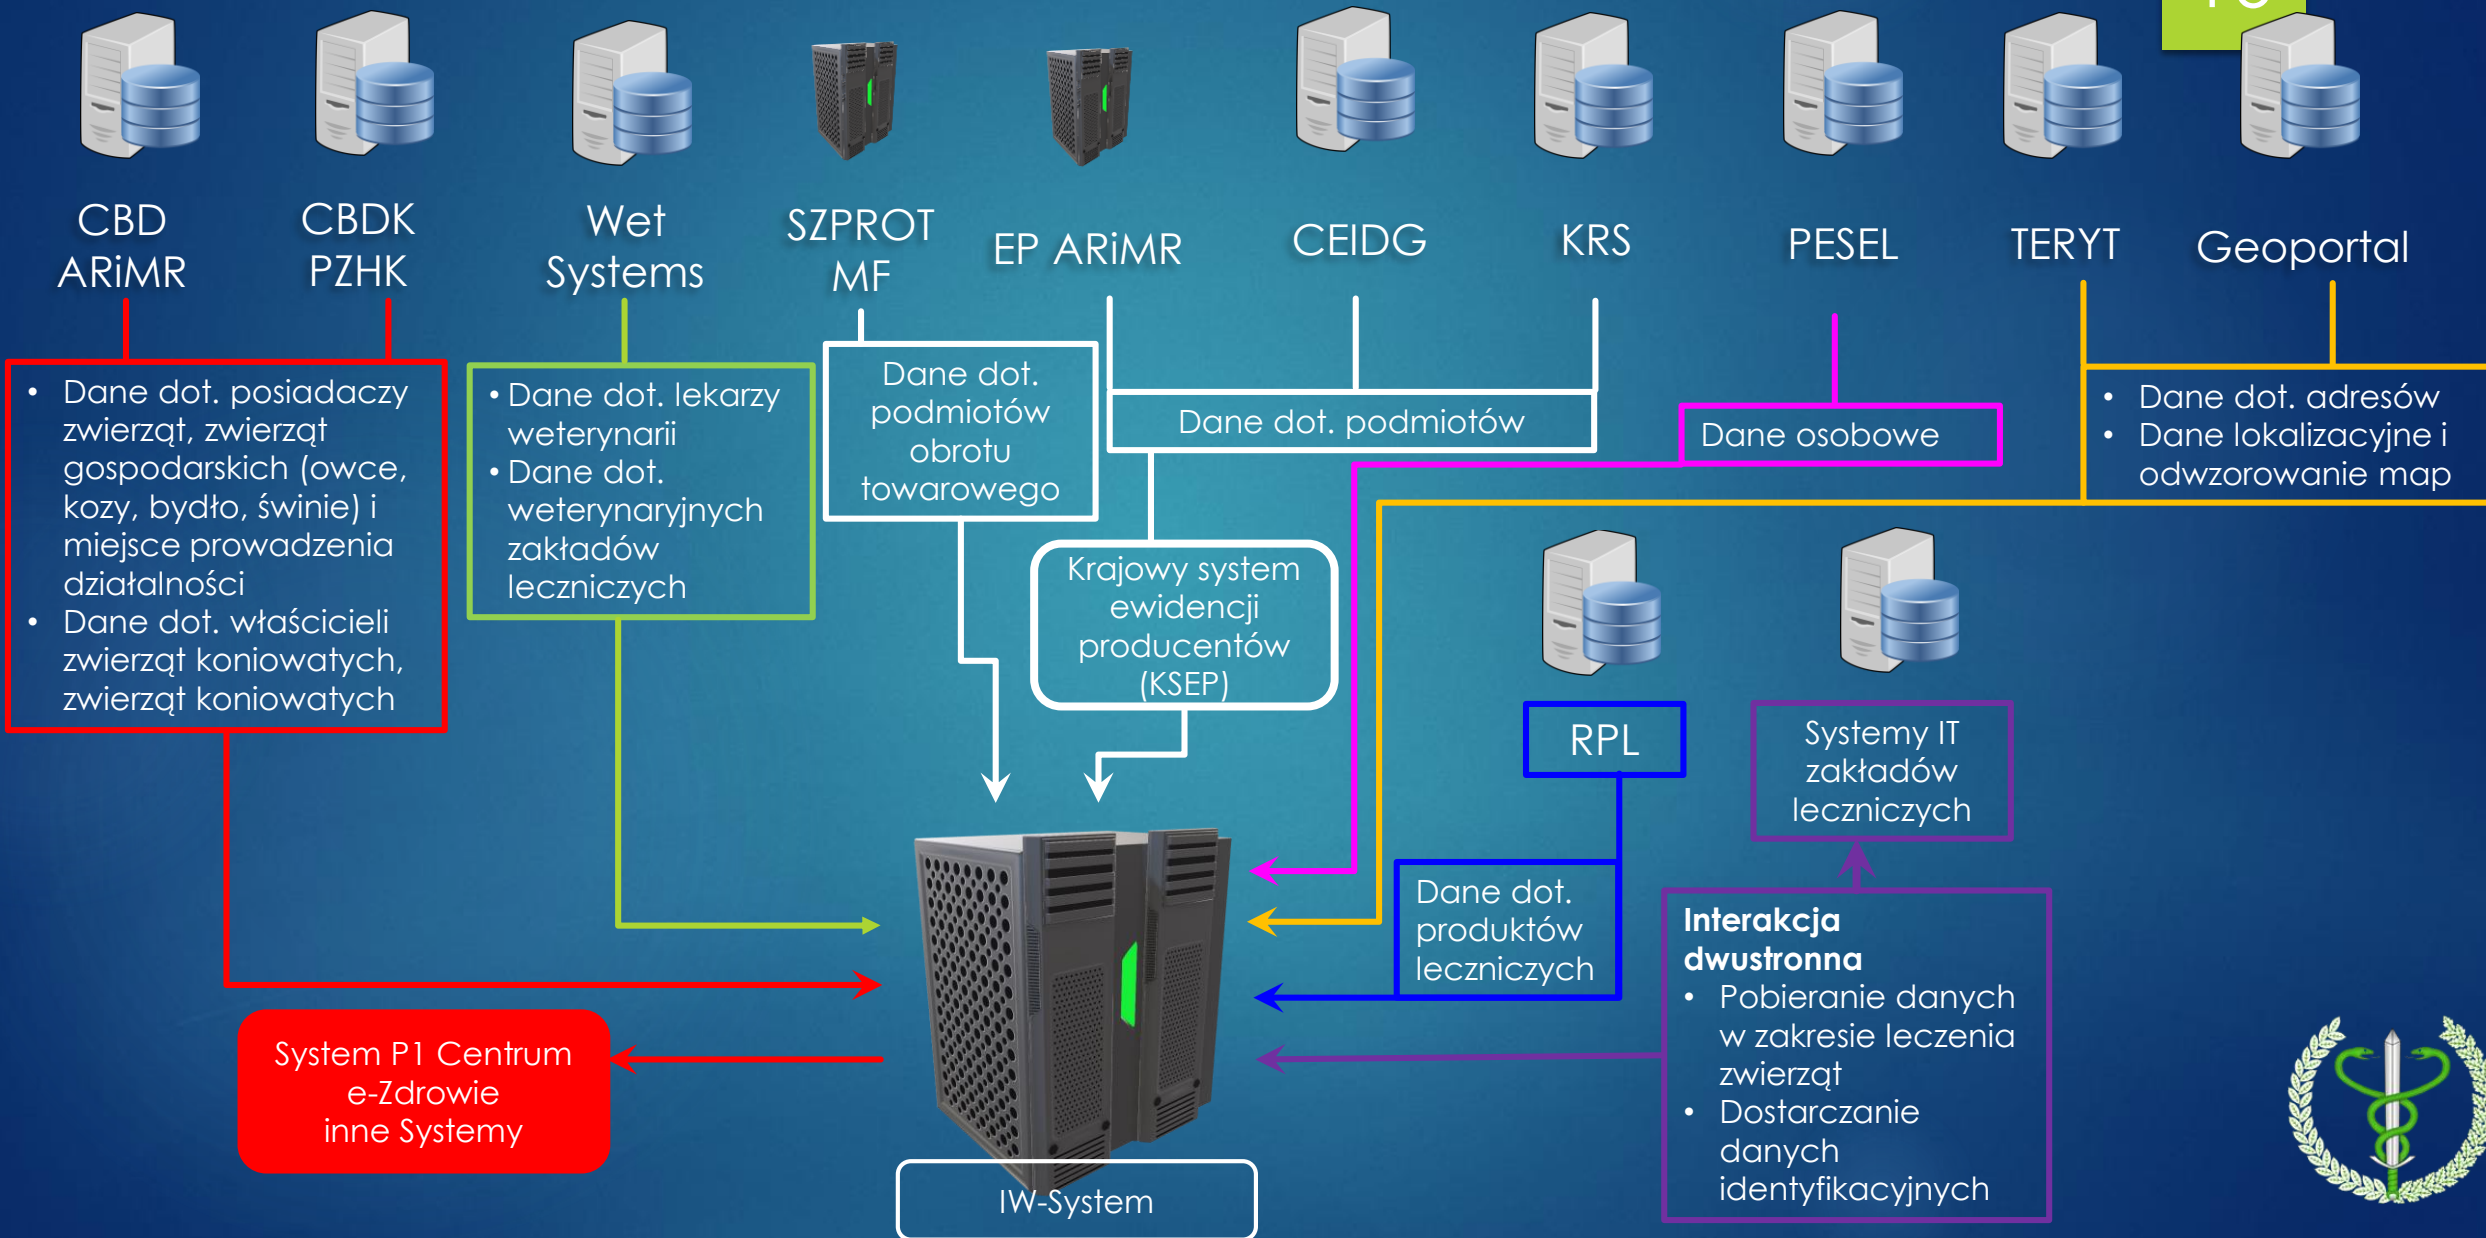 CBD
ARiMR
CBDK
PZHK
Wet
Systems
SZPROT
MF
EP ARiMR
CEIDG
KRS
PESEL
TERYT
Geoportal
• Dane dot. posiadaczy
zwierząt, zwierząt
gospodarskich (owce,
kozy, bydło, świnie) i
miejsce prowadzenia
działalności
• Dane dot. właścicieli
zwierząt koniowatych,
zwierząt koniowatych
• Dane dot. lekarzy
weterynarii
• Dane dot.
weterynaryjnych
zakładów
leczniczych
Dane dot.
podmiotów
obrotu
towarowego
Dane dot. podmiotów
Dane osobowe
• Dane dot. adresów
• Dane lokalizacyjne i
odwzorowanie map
Krajowy system
ewidencji
producentów
(KSEP)
RPL
Systemy IT
zakładów
leczniczych
Dane dot.
produktów
leczniczych
Interakcja
dwustronna
• Pobieranie danych
w zakresie leczenia
zwierząt
• Dostarczanie
danych
identyfikacyjnych
System P1 Centrum
e-Zdrowie
inne Systemy
IW-System